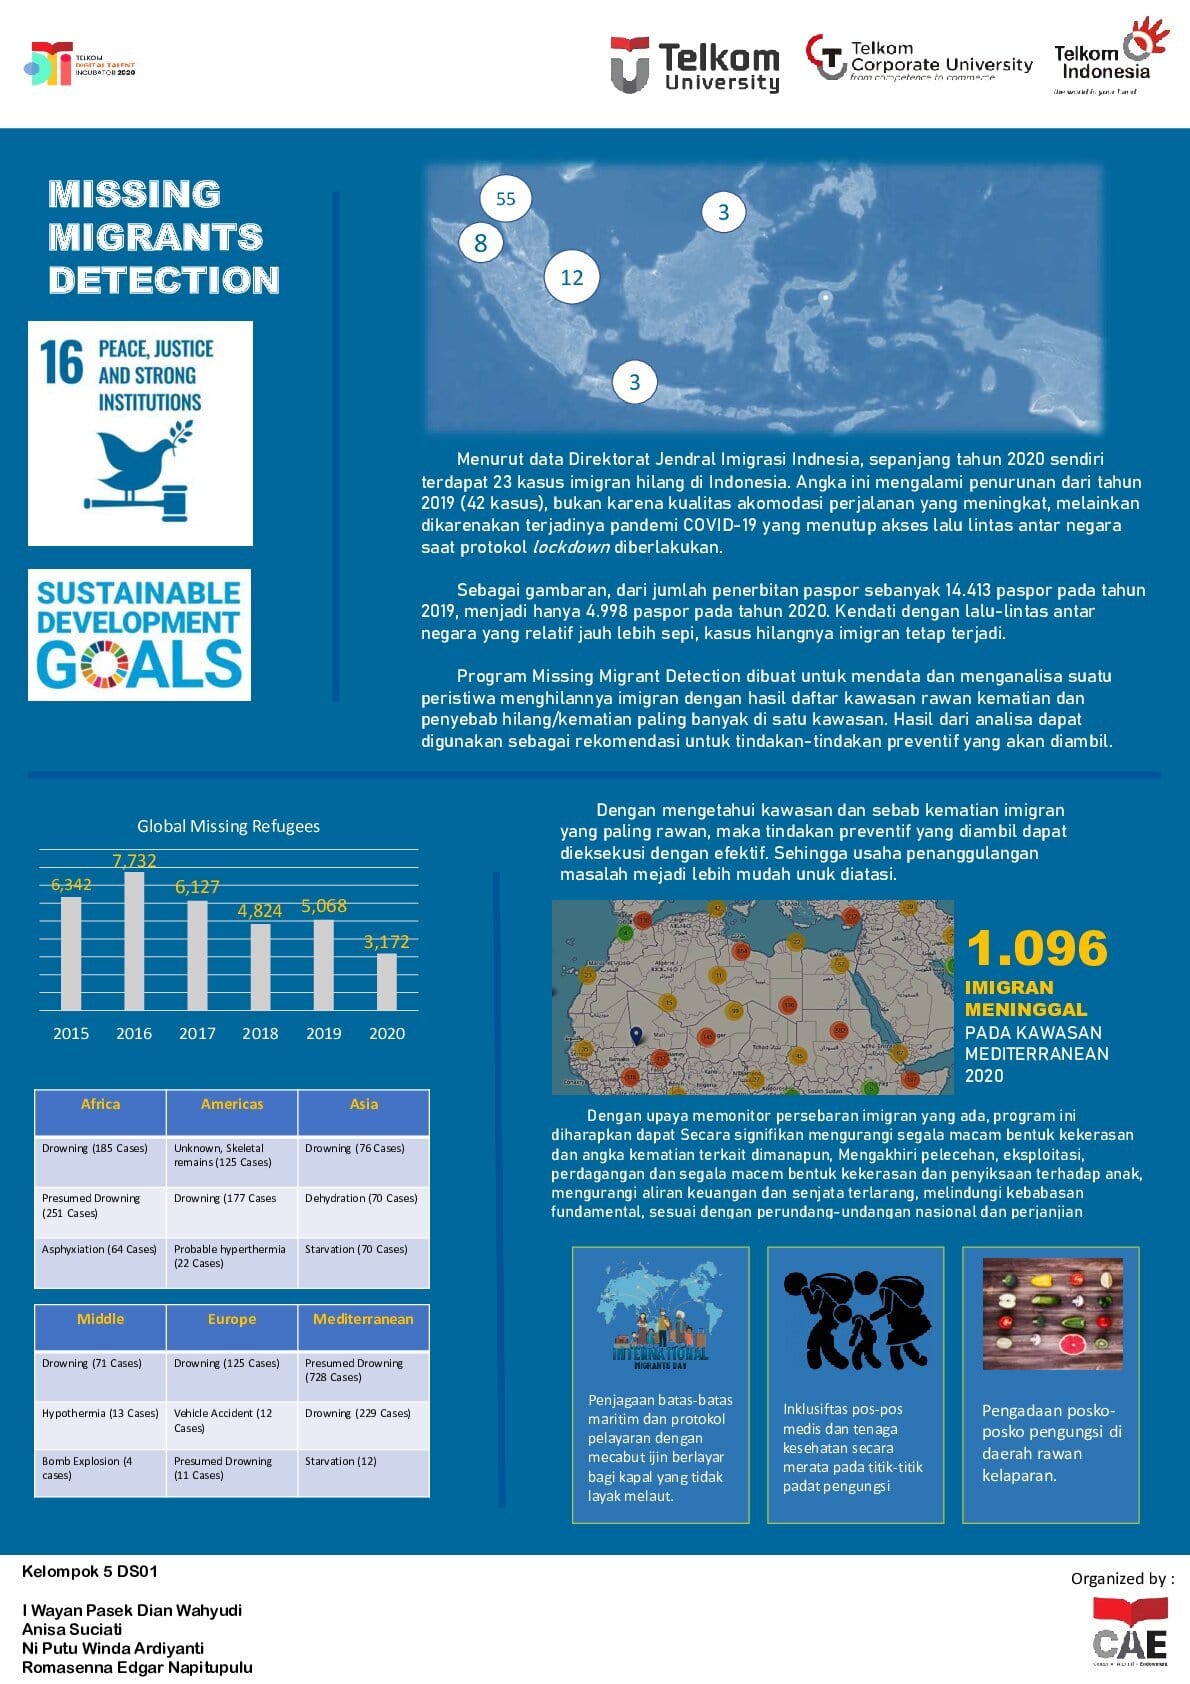 TELKOM
DIGITAL TALENT
INCUBATOR 2020
Telkom
University
Telkom
Corporate University
from competence to commerce
Telkom
Indonesia
the world in your hand
MISSING
MIGRANTS
DETECTION
16 PEACE, JUSTICE
AND STRONG
INSTITUTIONS
SUSTAINABLE
DEVELOPMENT
GOALS
55
3
8
12
3
Menurut data Direktorat Jendral Imigrasi Indnesia, sepanjang tahun 2020 sendiri
terdapat 23 kasus imigran hilang di Indonesia. Angka ini mengalami penurunan dari tahun
2019 (42 kasus), bukan karena kualitas akomodasi perjalanan yang meningkat, melainkan
dikarenakan terjadinya pandemi COVID-19 yang menutup akses lalu lintas antar negara
saat protokol lockdown diberlakukan.
Sebagai gambaran, dari jumlah penerbitan paspor sebanyak 14.413 paspor pada tahun
2019, menjadi hanya 4.998 paspor pada tahun 2020. Kendati dengan lalu-lintas antar
negara yang relatif jauh lebih sepi, kasus hilangnya imigran tetap terjadi.
Program Missing Migrant Detection dibuat untuk mendata dan menganalisa suatu
peristiwa menghilannya imigran dengan hasil daftar kawasan rawan kematian dan
penyebab hilang/kematian paling banyak di satu kawasan. Hasil dari analisa dapat
digunakan sebagai rekomendasi untuk tindakan-tindakan preventif yang akan diambil.
Global Missing Refugees
6,342
7,732
6,127
4,824
5,068
3,172
2015 2016 2017 2018 2019 2020
Africa Americas Asia
Drowning (185 Cases) Unknown, Skeletal remains (125 Cases) Drowning (76 Cases)
Presumed Drowning (251 Cases) Drowning (177 Cases Dehydration (70 Cases)
Asphyxiation (64 Cases) Probable hyperthermia (22 Cases) Starvation (70 Cases)
Middle Europe Mediterranean
Drowning (71 Cases) Drowning (125 Cases) Presumed Drowning (728 Cases)
Hypothermia (13 Cases) Vehicle Accident (12 Cases) Drowning (229 Cases)
Bomb Explosion (4 cases) Presumed Drowning (11 Cases) Starvation (12)
Dengan mengetahui kawasan dan sebab kematian imigran
yang paling rawan, maka tindakan preventif yang diambil dapat
dieksekusi dengan efektif. Sehingga usaha penanggulangan
masalah mejadi lebih mudah unuk diatasi.
1.096
IMIGRAN
MENINGGAL
PADA KAWASAN
MEDITERRANEAN
2020
Dengan upaya memonitor persebaran imigran yang ada, program ini
diharapkan dapat Secara signifikan mengurangi segala macam bentuk kekerasan
dan angka kematian terkait dimanapun, Mengakhiri pelecehan, eksploitasi,
perdagangan dan segala macem bentuk kekerasan dan penyiksaan terhadap anak,
mengurangi aliran keuangan dan senjata terlarang, melindungi kebabasan
fundamental, sesuai dengan perundang-undangan nasional dan perjanjian
INTERNATIONAL
MIGRANTS DAY
Penjagaan batas-batas
maritim dan protokol
pelayaran dengan
mecabut ijin berlayar
bagi kapal yang tidak
layak melaut.
Inklusiftas pos-pos
medis dan tenaga
kesehatan secara
merata pada titik-titik
padat pengungsi
Pengadaan posko-
posko pengungsi di
daerah rawan
kelaparan.
Kelompok 5 DS01
I Wayan Pasek Dian Wahyudi
Anisa Suciati
Ni Putu Winda Ardiyanti
Romasenna Edgar Napitupulu
Organized by :
CAE